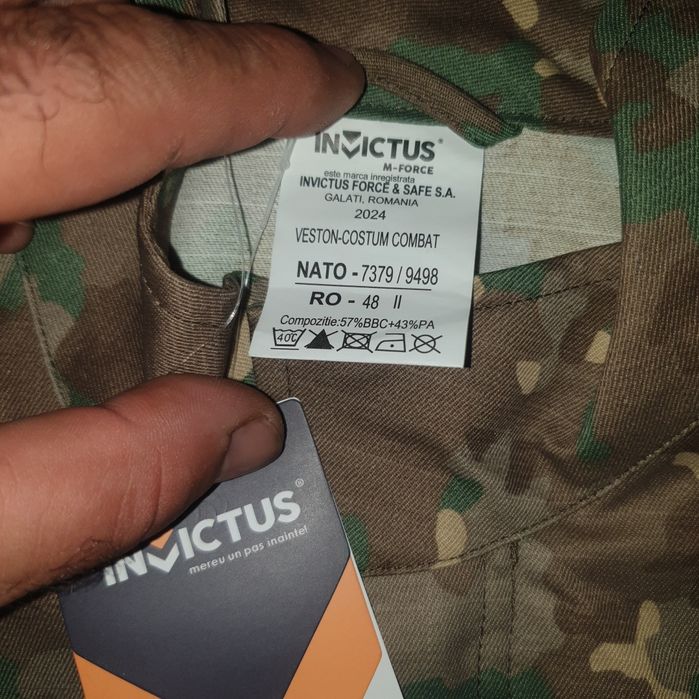 INVICTUS®
M-FORCE
este marca inregistrata
INVICTUS FORCE & SAFE S.A.
GALATI, ROMANIA
2024
VESTON-COSTUM COMBAT
NATO - 7379 / 9498
RO - 48 II
Compozitie:57%BBC+43%PA
40°C
INVICTUS®
mereu un pas inainte!